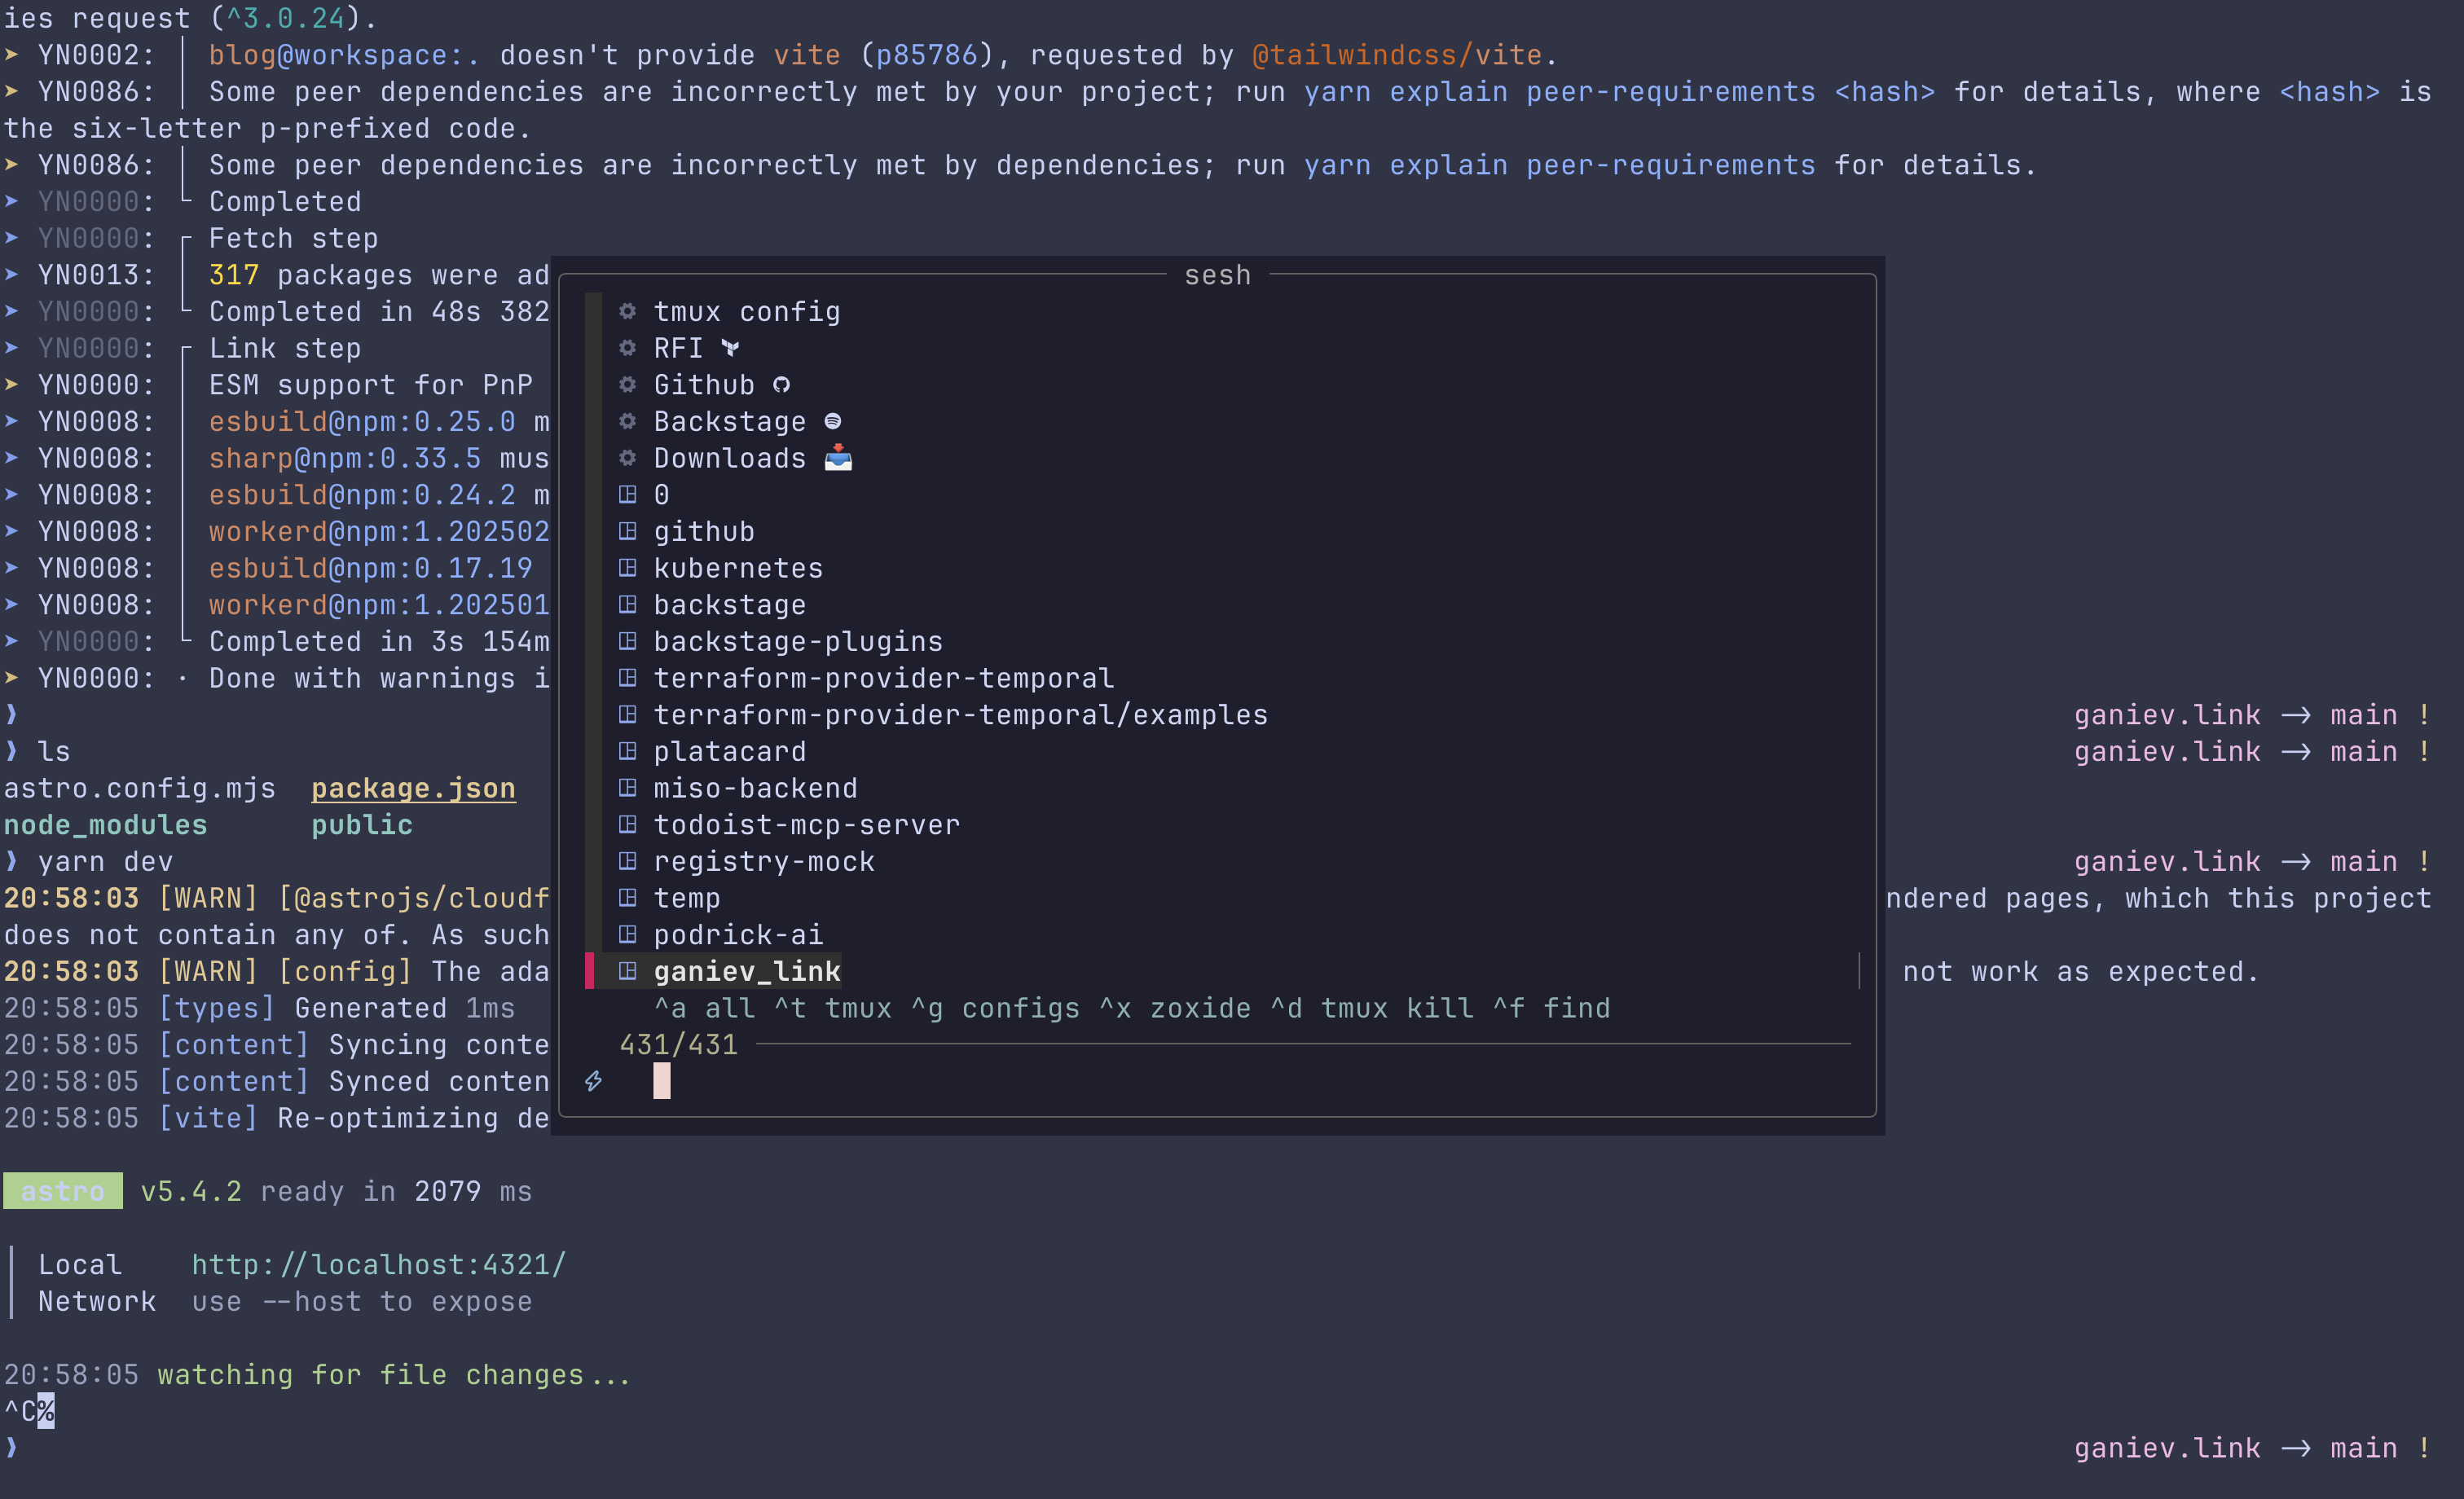 ies request (^3.0.24).
➤ YN0002: │ blog@workspace:. doesn't provide vite (p85786), requested by @tailwindcss/vite.
➤ YN0086: │ Some peer dependencies are incorrectly met by your project; run yarn explain peer-requirements <hash> for details, where <hash> is
the six-letter p-prefixed code.
➤ YN0086: │ Some peer dependencies are incorrectly met by dependencies; run yarn explain peer-requirements for details.
➤ YN0000: └ Completed
➤ YN0000: ┌ Fetch step
➤ YN0013: │ 317 packages were ad
➤ YN0000: └ Completed in 48s 382
➤ YN0000: ┌ Link step
➤ YN0000: │ ESM support for PnP
➤ YN0008: │ esbuild@npm:0.25.0 m
➤ YN0008: │ sharp@npm:0.33.5 mus
➤ YN0008: │ esbuild@npm:0.24.2 m
➤ YN0008: │ workerd@npm:1.202502
➤ YN0008: │ esbuild@npm:0.17.19
➤ YN0008: │ workerd@npm:1.202501
➤ YN0000: └ Completed in 3s 154m
➤ YN0000: · Done with warnings i
❱ ganiev.link -> main !
❱ ls ganiev.link -> main !
astro.config.mjs package.json
node_modules public
❱ yarn dev ganiev.link -> main !
20:58:03 [WARN] [@astrojs/cloudf ndered pages, which this project
does not contain any of. As such
20:58:03 [WARN] [config] The ada not work as expected.
20:58:05 [types] Generated 1ms
20:58:05 [content] Syncing conte
20:58:05 [content] Synced conten
20:58:05 [vite] Re-optimizing de
astro v5.4.2 ready in 2079 ms
┃ Local http://localhost:4321/
┃ Network use --host to expose
20:58:05 watching for file changes...
^C%
❱ ganiev.link -> main !
sesh
tmux config
RFI
Github
Backstage
Downloads 📥
0
github
kubernetes
backstage
backstage-plugins
terraform-provider-temporal
terraform-provider-temporal/examples
platacard
miso-backend
todoist-mcp-server
registry-mock
temp
podrick-ai
ganiev_link
^a all ^t tmux ^g configs ^x zoxide ^d tmux kill ^f find
431/431